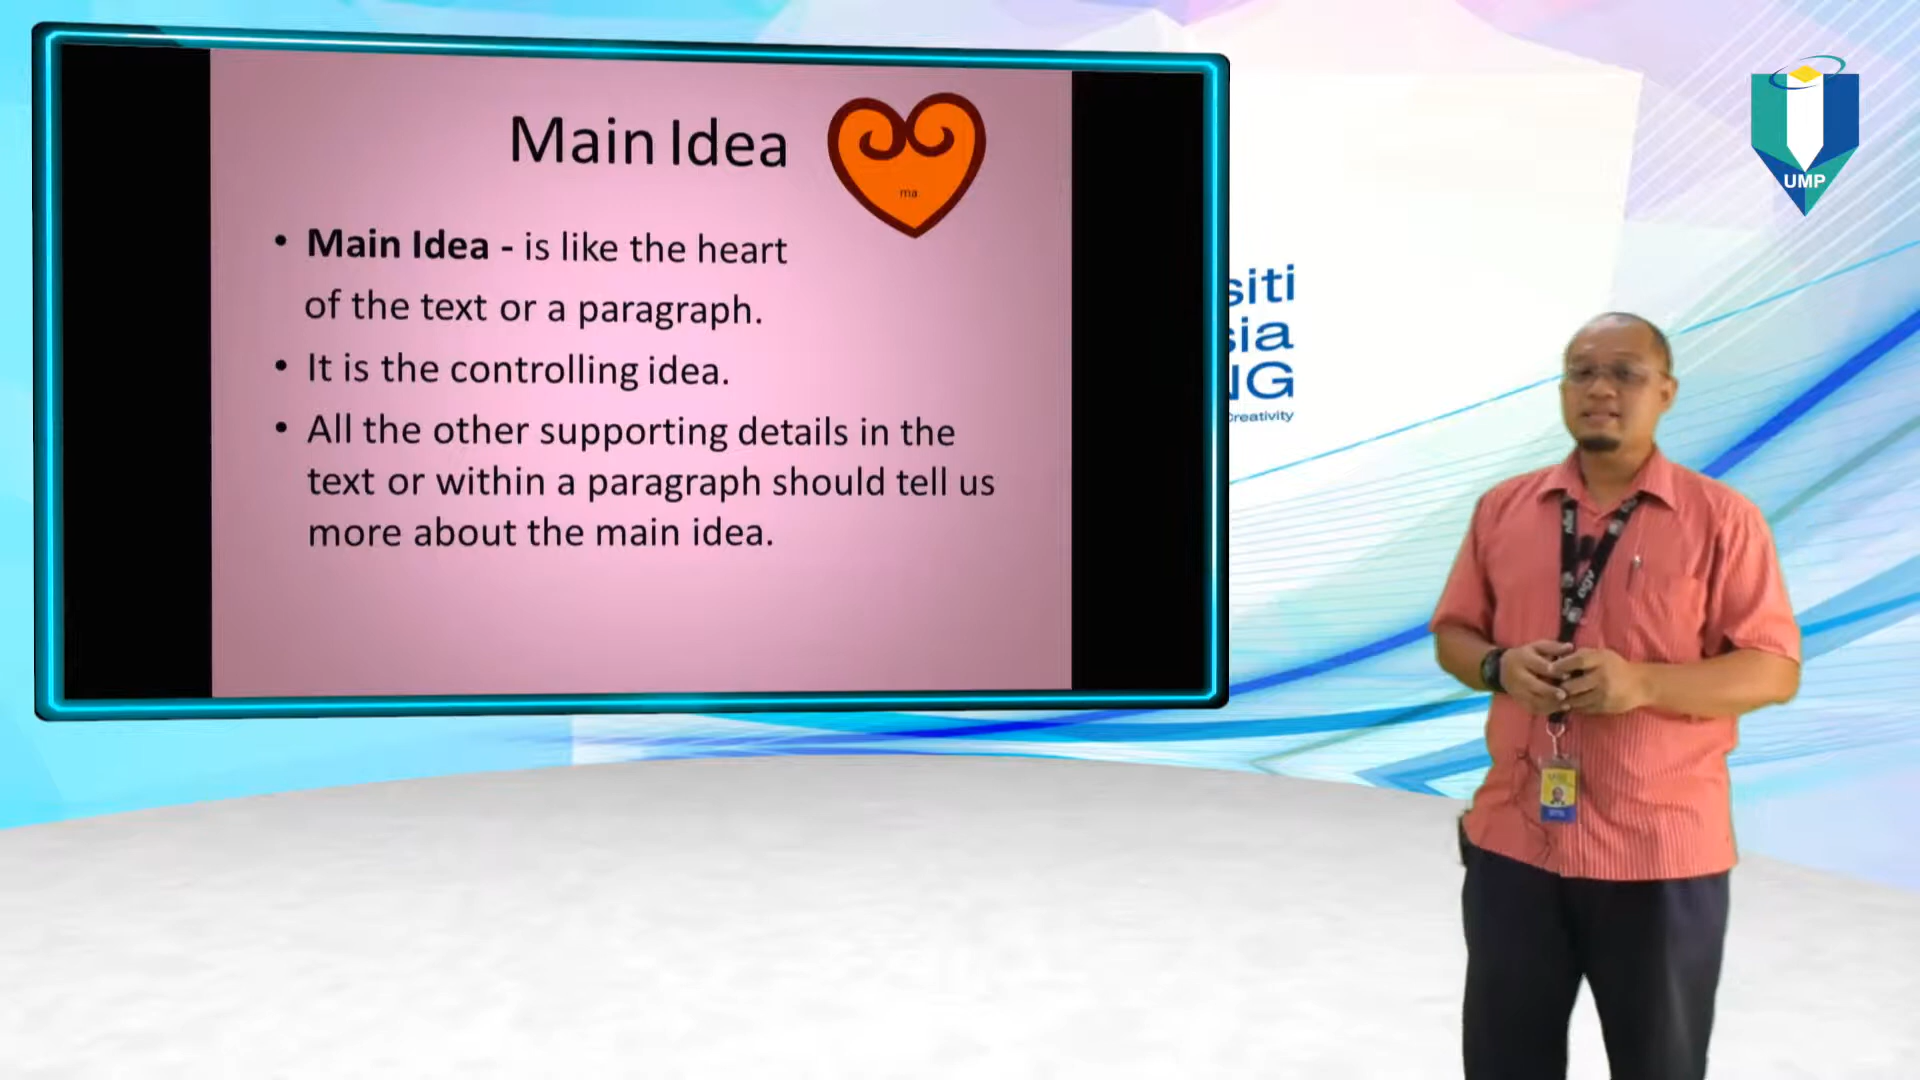 Main Idea
ma
• Main Idea - is like the heart
of the text or a paragraph.
• It is the controlling idea.
• All the other supporting details in the
text or within a paragraph should tell us
more about the main idea.
siti
sia
NG
Creativity
UMP